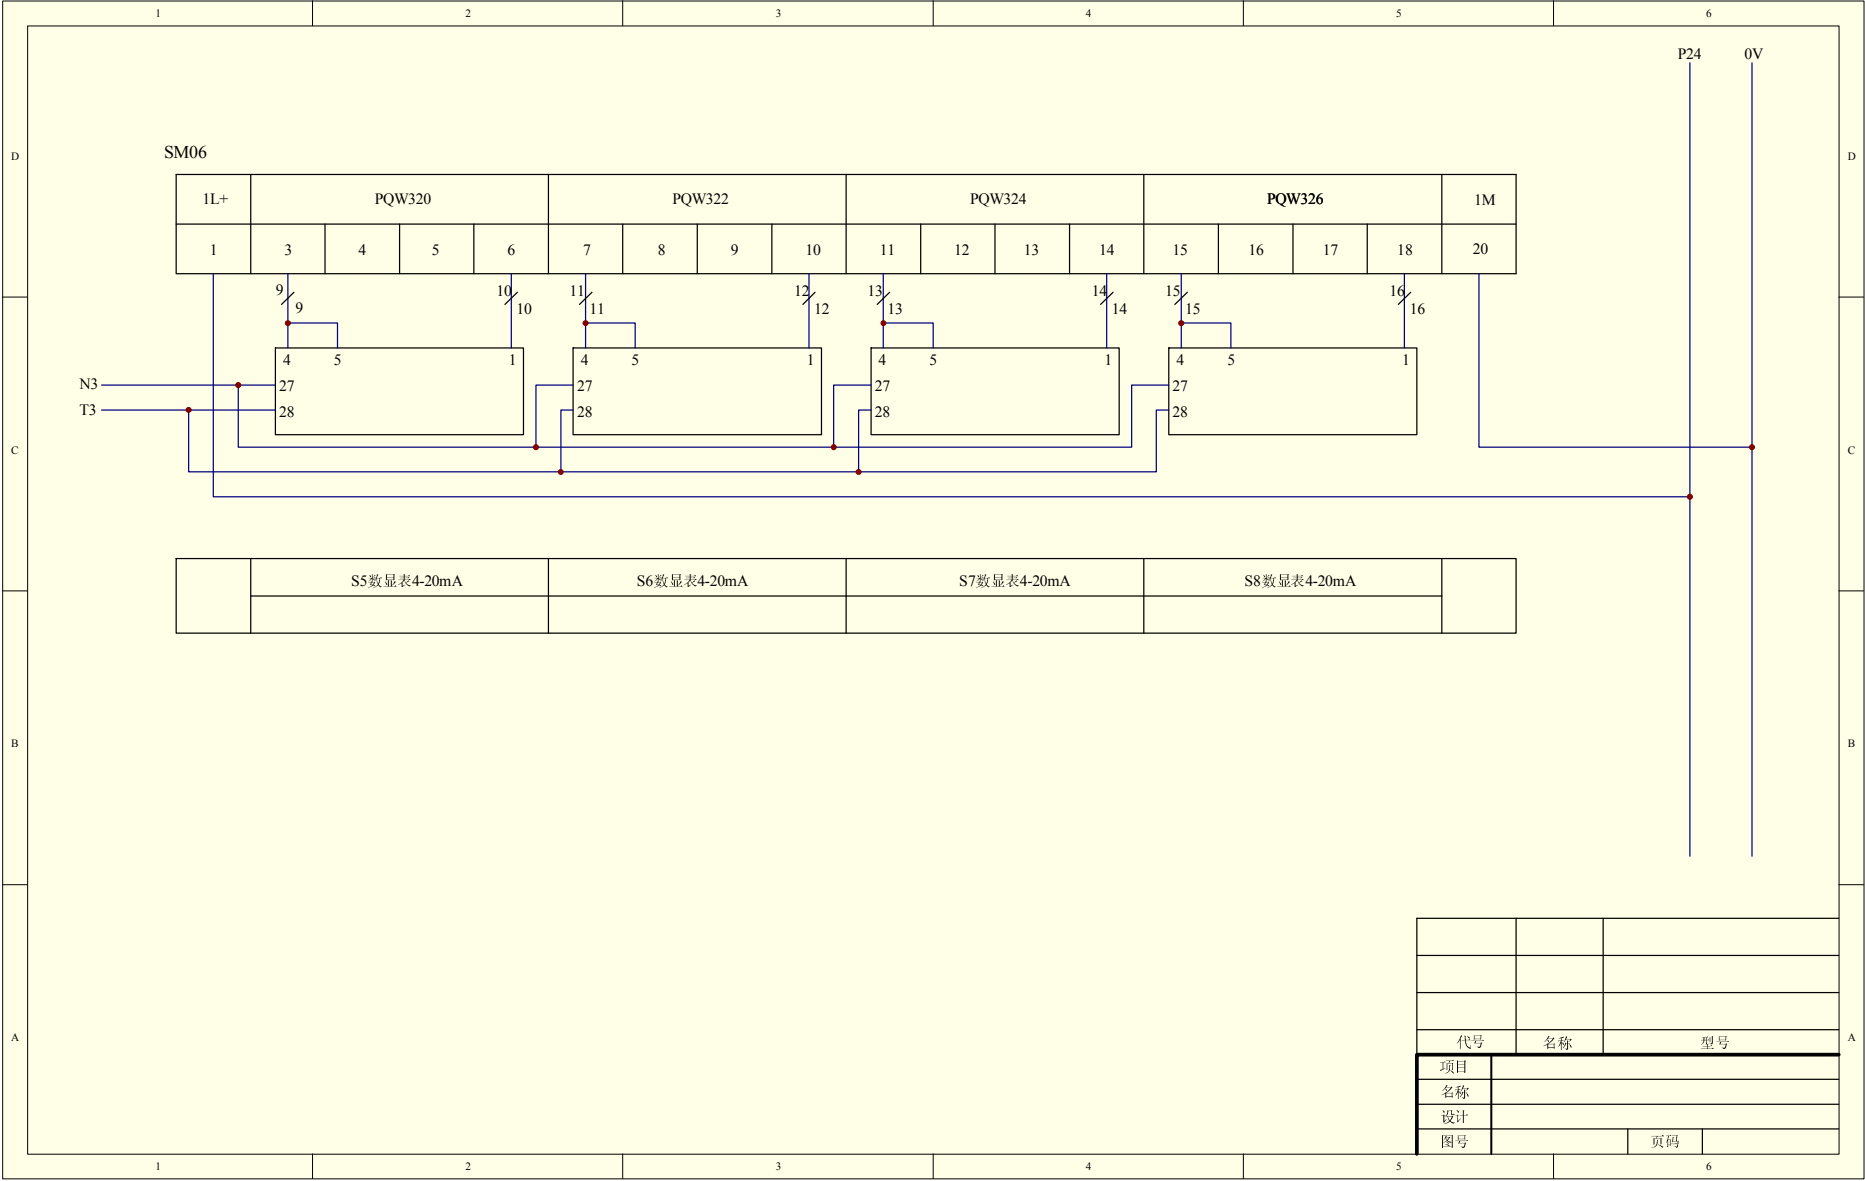 1 2 3 4 5 6
P24 0V
D D
SM06
1L+ PQW320 PQW322 PQW324 PQW326 1M
1 3 4 5 6 7 8 9 10 11 12 13 14 15 16 17 18 20
9 10 11 12 13 14 15 16
9 10 11 12 13 14 15 16
4 5 1 4 5 1 4 5 1 4 5 1
N3 27 27 27 27
T3 28 28 28 28
C C
S5数显表4-20mA S6数显表4-20mA S7数显表4-20mA S8数显表4-20mA
B B
A A
代号 名称 型号
项目
名称
设计
图号 页码
1 2 3 4 5 6